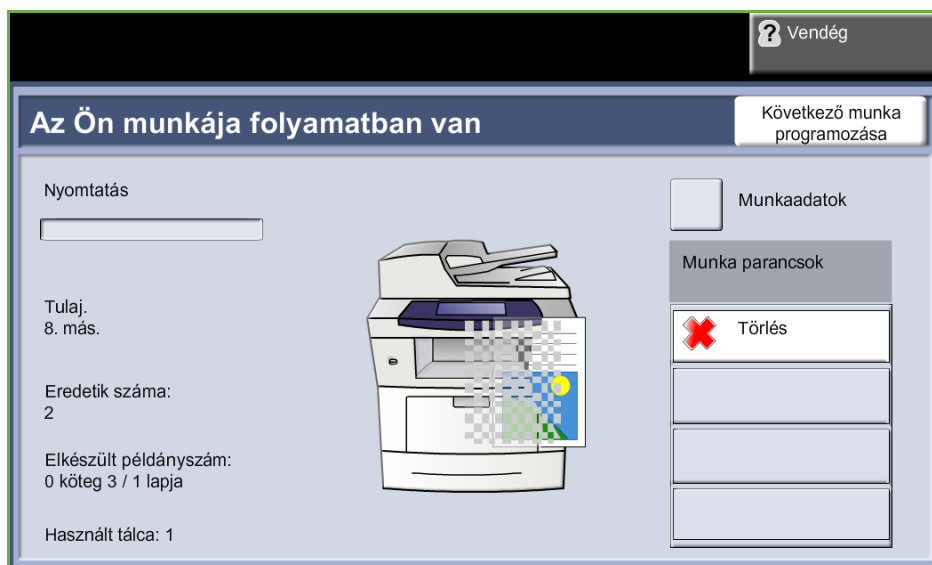 ? Vendég
Az Ön munkája folyamatban van
Következő munka
programozása
Nyomtatás
Tulaj.
8. más.
Eredetik száma:
2
Elkészült példányszám:
0 köteg 3 / 1 lapja
Használt tálca: 1
Munkaadatok
Munka parancsok
Törlés